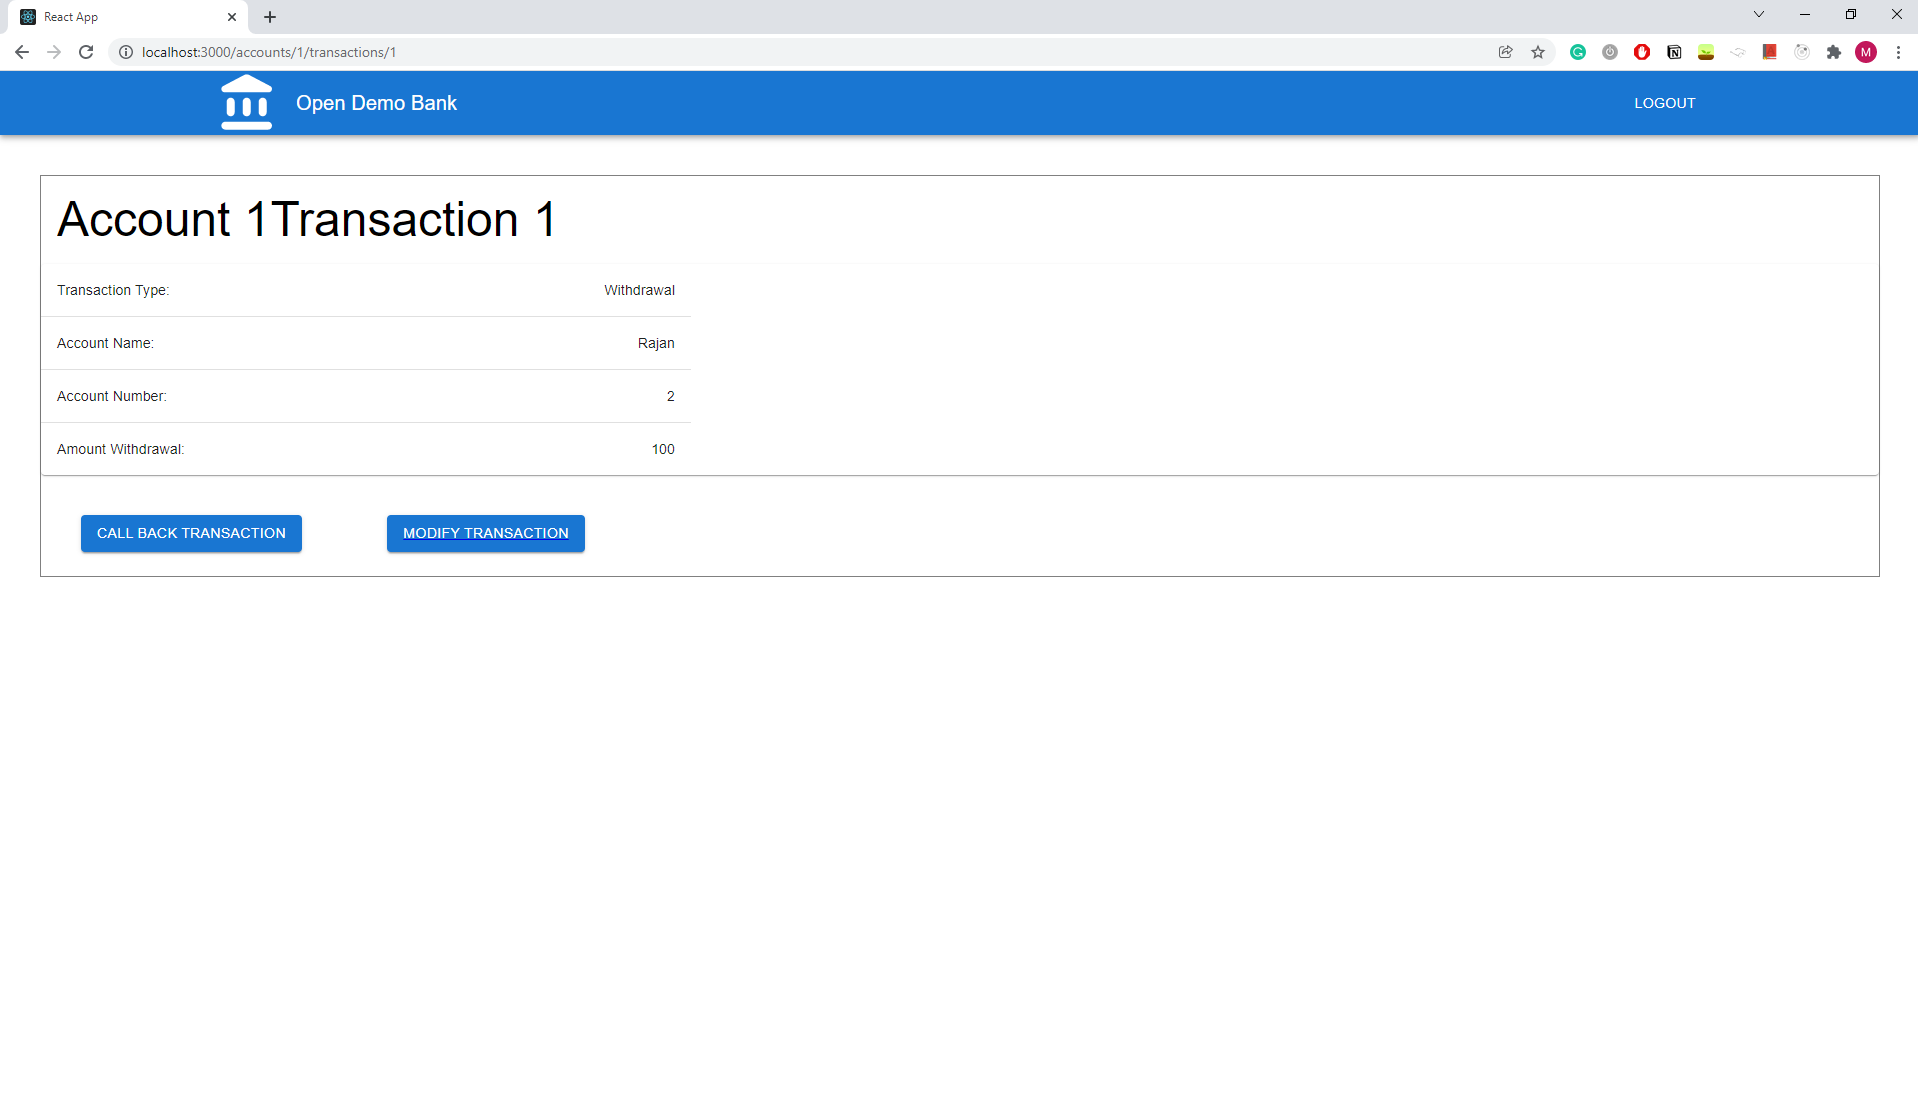 React App
localhost:3000/accounts/1/transactions/1
M
Open Demo Bank
LOGOUT
Account 1Transaction 1
Transaction Type: Withdrawal
Account Name: Rajan
Account Number: 2
Amount Withdrawal: 100
CALL BACK TRANSACTION MODIFY TRANSACTION